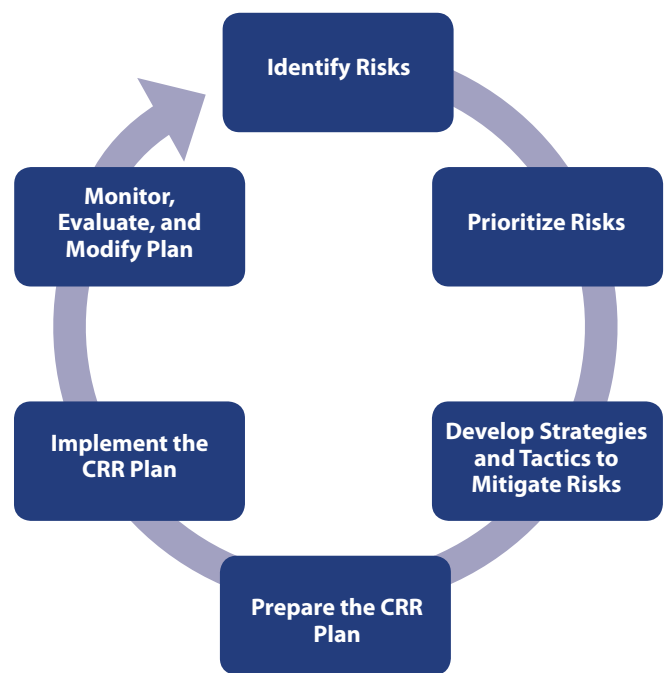 Identify Risks
Prioritize Risks
Develop Strategies
and Tactics to
Mitigate Risks
Prepare the CRR
Plan
Implement the
CRR Plan
Monitor,
Evaluate, and
Modify Plan